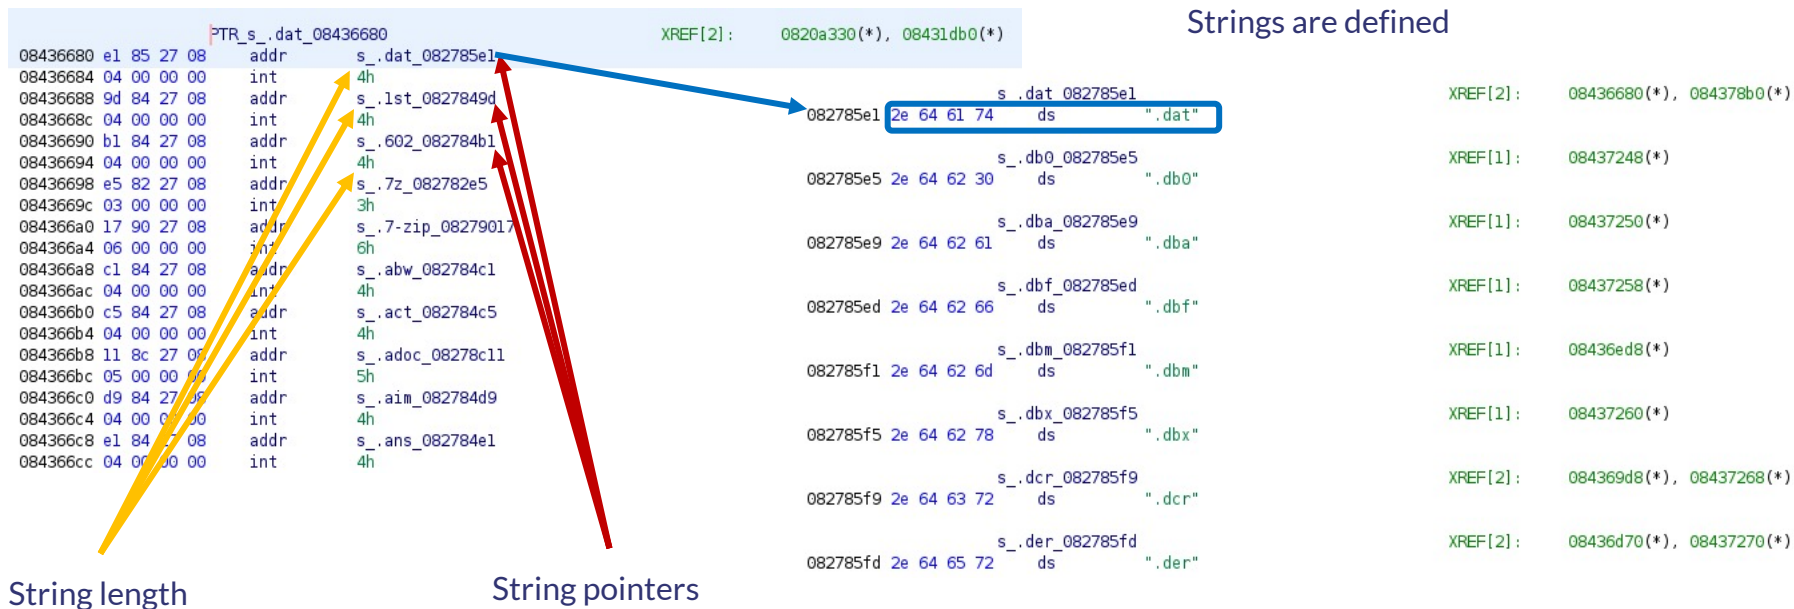 Strings are defined
PTR_s_.dat_08436680 XREF[2]: 0820a330(*), 08431db0(*)
08436680 e1 85 27 08 addr s_.dat_082785e1
08436684 04 00 00 00 int 4h
08436688 9d 84 27 08 addr s_.1st_0827849d
0843668c 04 00 00 00 int 4h
08436690 b1 84 27 08 addr s_.602_082784b1
08436694 04 00 00 00 int 4h
08436698 e5 82 27 08 addr s_.7z_082782e5
0843669c 03 00 00 00 int 3h
084366a0 17 90 27 08 addr s_.7-zip_08279017
084366a4 06 00 00 00 int 6h
084366a8 c1 84 27 08 addr s_.abw_082784c1
084366ac 04 00 00 00 int 4h
084366b0 c5 84 27 08 addr s_.act_082784c5
084366b4 04 00 00 00 int 4h
084366b8 11 8c 27 08 addr s_.adoc_08278c11
084366bc 05 00 00 00 int 5h
084366c0 d9 84 27 08 addr s_.aim_082784d9
084366c4 04 00 00 00 int 4h
084366c8 e1 84 27 08 addr s_.ans_082784e1
084366cc 04 00 00 00 int 4h
String length
String pointers
s_.dat_082785e1 XREF[2]: 08436680(*), 084378b0(*)
082785e1 2e 64 61 74 ds ".dat"
s_.db0_082785e5 XREF[1]: 08437248(*)
082785e5 2e 64 62 30 ds ".db0"
s_.dba_082785e9 XREF[1]: 08437250(*)
082785e9 2e 64 62 61 ds ".dba"
s_.dbf_082785ed XREF[1]: 08437258(*)
082785ed 2e 64 62 66 ds ".dbf"
s_.dbm_082785f1 XREF[1]: 08436ed8(*)
082785f1 2e 64 62 6d ds ".dbm"
s_.dbx_082785f5 XREF[1]: 08437260(*)
082785f5 2e 64 62 78 ds ".dbx"
s_.dcr_082785f9 XREF[2]: 084369d8(*), 08437268(*)
082785f9 2e 64 63 72 ds ".dcr"
s_.der_082785fd XREF[2]: 08436d70(*), 08437270(*)
082785fd 2e 64 65 72 ds ".der"